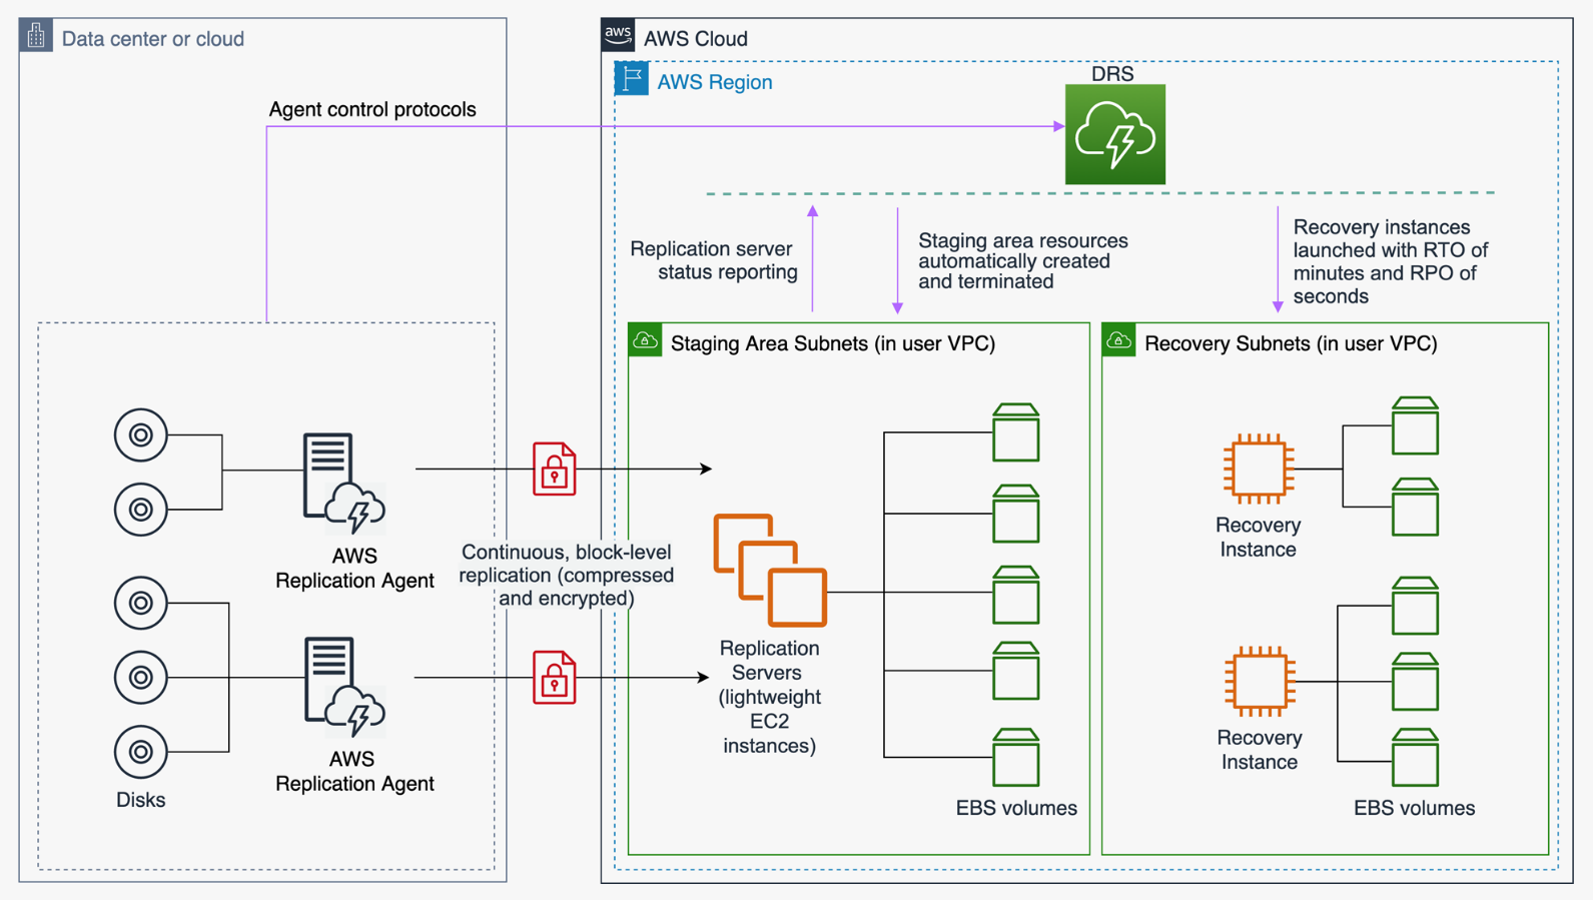 Data center or cloud
aws
AWS Cloud
AWS Region
DRS
Agent control protocols
Replication server
status reporting
Staging area resources
automatically created
and terminated
Recovery instances
launched with RTO of
minutes and RPO of
seconds
Staging Area Subnets (in user VPC)
Recovery Subnets (in user VPC)
AWS
Replication Agent
Continuous, block-level
replication (compressed
and encrypted)
AWS
Replication Agent
Disks
Replication
Servers
(lightweight
EC2
instances)
EBS volumes
Recovery
Instance
Recovery
Instance
EBS volumes